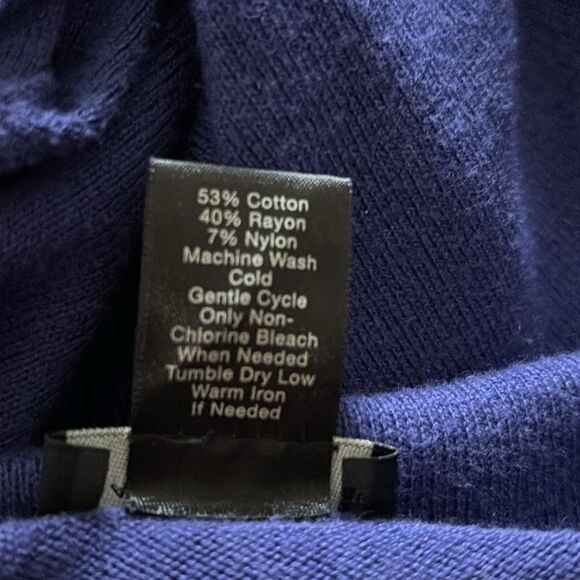 53% Cotton
40% Rayon
7% Nylon
Machine Wash
Cold
Gentle Cycle
Only Non-
Chlorine Bleach
When Needed
Tumble Dry Low
Warm Iron
If Needed